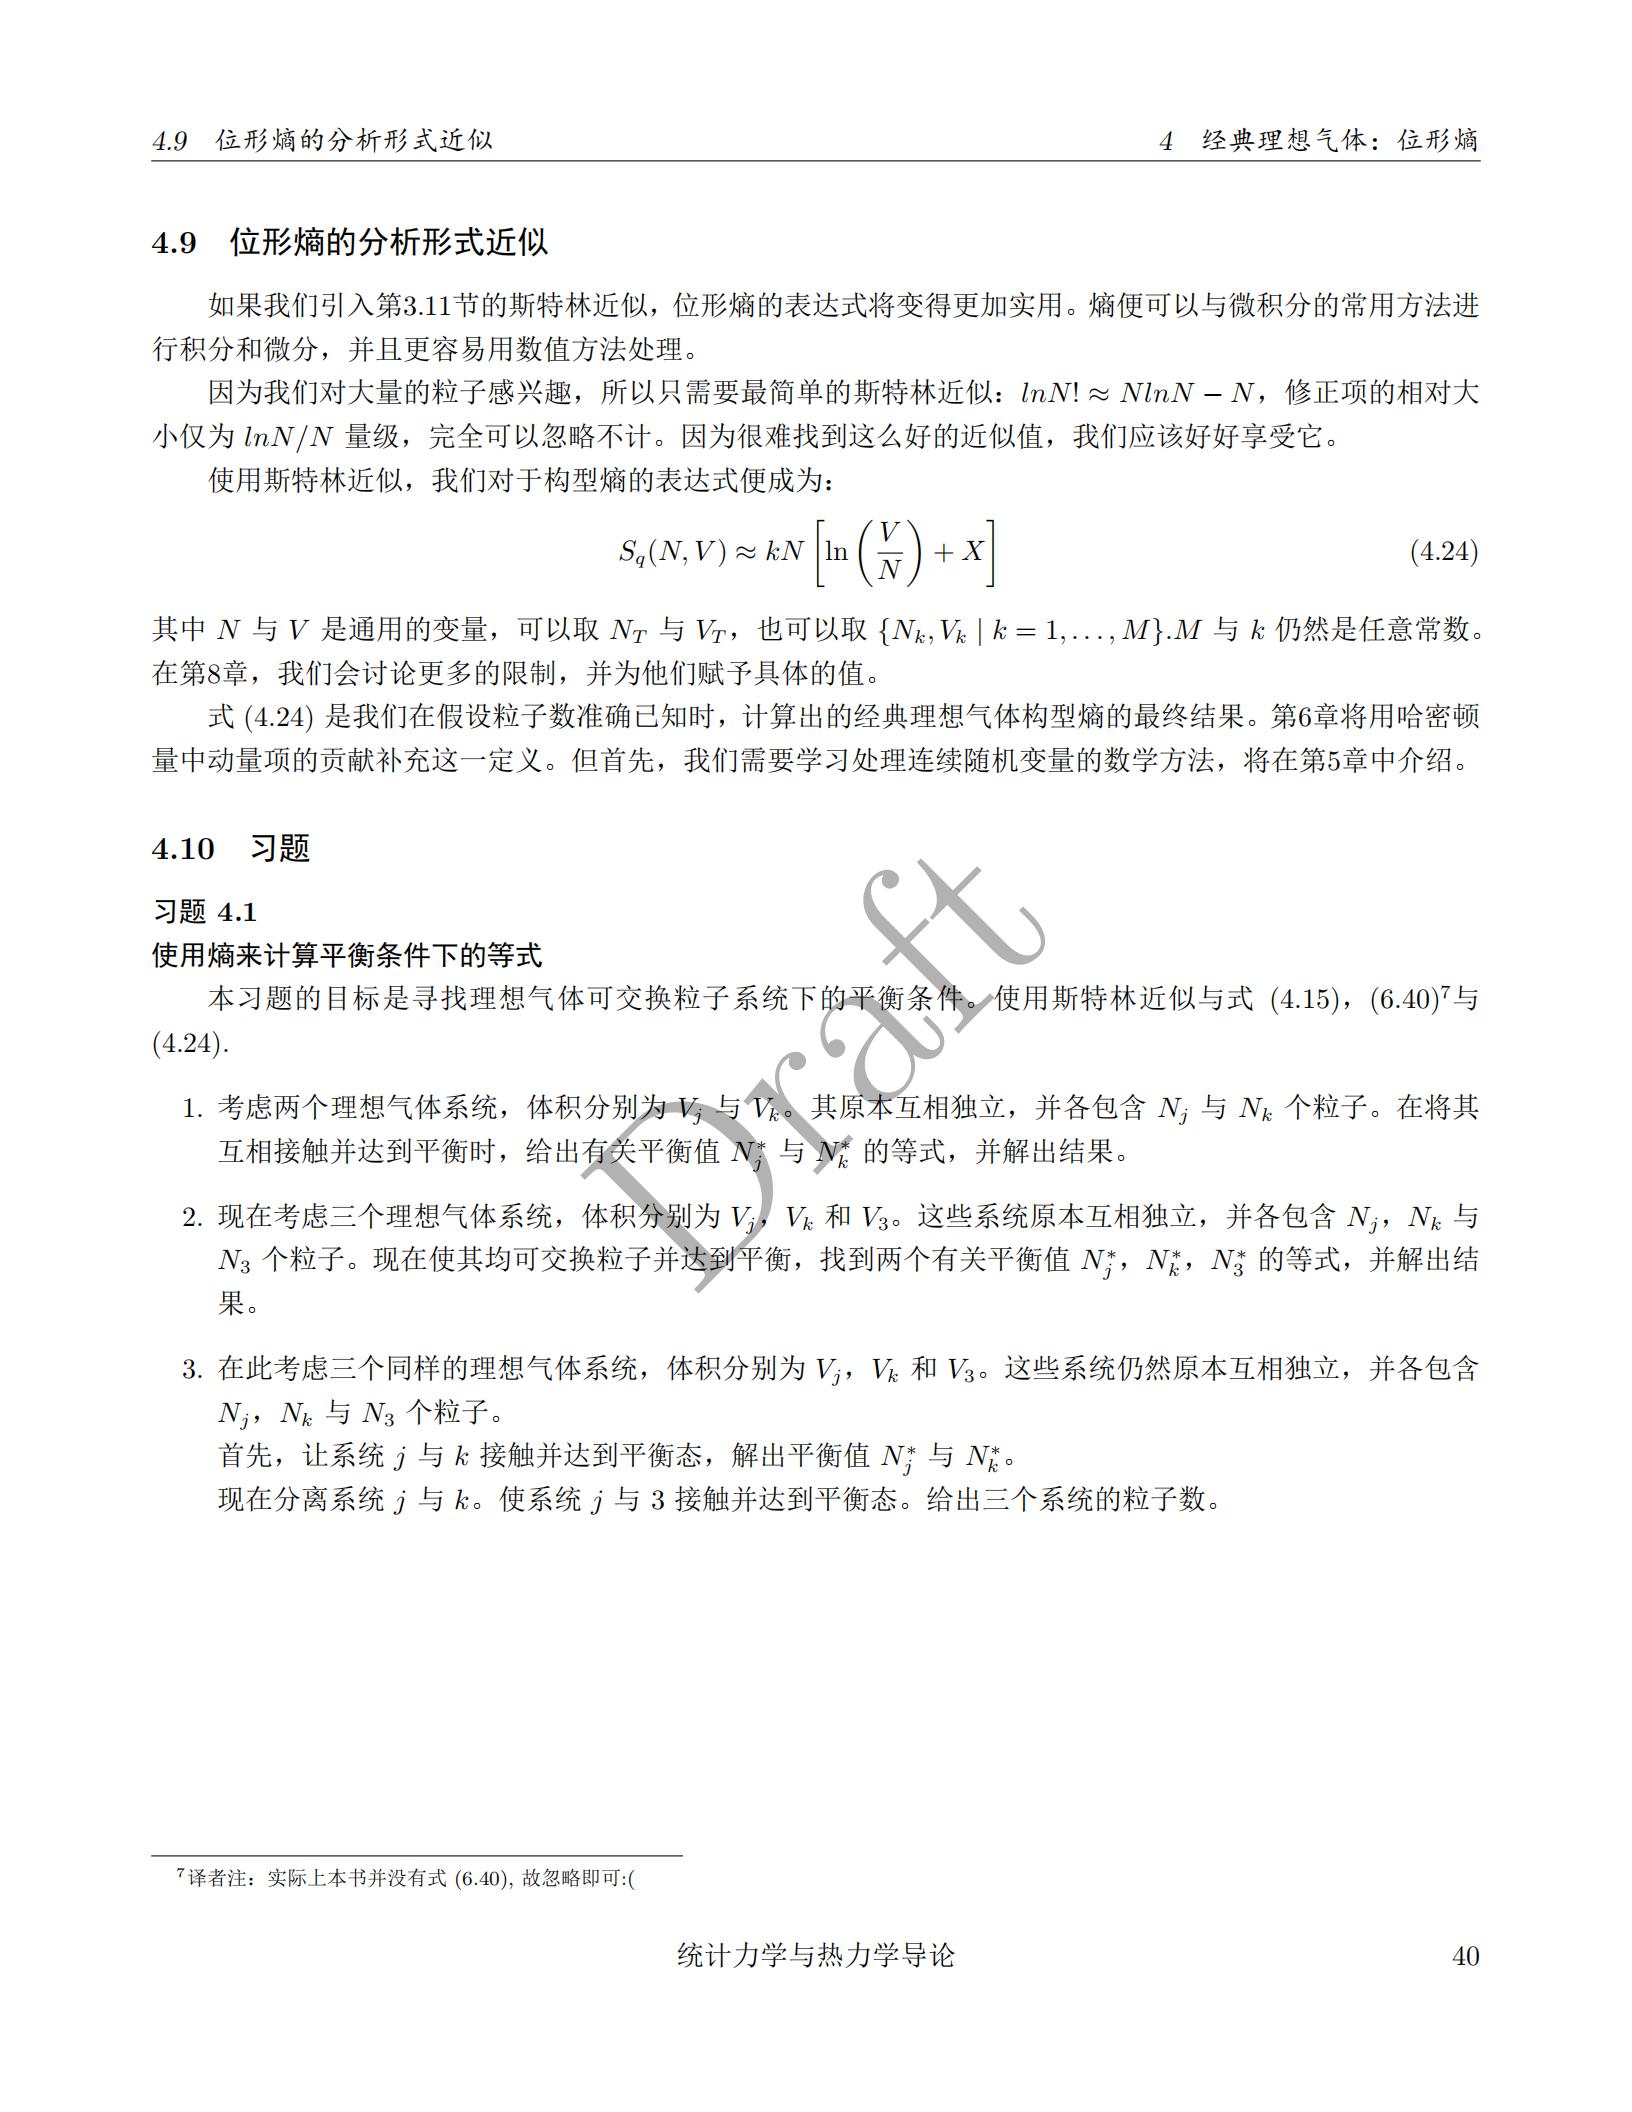 4.9 位形熵的分析形式近似 4 经典理想气体：位形熵
4.9 位形熵的分析形式近似
如果我们引入第3.11节的斯特林近似，位形熵的表达式将变得更加实用。熵便可以与微积分的常用方法进
行积分和微分，并且更容易用数值方法处理。
因为我们对大量的粒子感兴趣，所以只需要最简单的斯特林近似：lnN! ≈ NlnN − N，修正项的相对大
小仅为 lnN/N 量级，完全可以忽略不计。因为很难找到这么好的近似值，我们应该好好享受它。
使用斯特林近似，我们对于构型熵的表达式便成为：
S_q(N, V) ≈ kN [ln (V/N) + X] (4.24)
其中 N 与 V 是通用的变量，可以取 N_T 与 V_T，也可以取 {N_k, V_k | k = 1, . . . , M}.M 与 k 仍然是任意常数。
在第8章，我们会讨论更多的限制，并为他们赋予具体的值。
式 (4.24) 是我们在假设粒子数准确已知时，计算出的经典理想气体构型熵的最终结果。第6章将用哈密顿
量中动量项的贡献补充这一定义。但首先，我们需要学习处理连续随机变量的数学方法，将在第5章中介绍。
4.10 习题
习题 4.1
使用熵来计算平衡条件下的等式
本习题的目标是寻找理想气体可交换粒子系统下的平衡条件。使用斯特林近似与式 (4.15)，(6.40)⁷与
(4.24).
1. 考虑两个理想气体系统，体积分别为 V_j 与 V_k。其原本互相独立，并各包含 N_j 与 N_k 个粒子。在将其
互相接触并达到平衡时，给出有关平衡值 N_j^* 与 N_k^* 的等式，并解出结果。
2. 现在考虑三个理想气体系统，体积分别为 V_j，V_k 和 V_3。这些系统原本互相独立，并各包含 N_j，N_k 与
N_3 个粒子。现在使其均可交换粒子并达到平衡，找到两个有关平衡值 N_j^*，N_k^*，N_3^* 的等式，并解出结
果。
3. 在此考虑三个同样的理想气体系统，体积分别为 V_j，V_k 和 V_3。这些系统仍然原本互相独立，并各包含
N_j，N_k 与 N_3 个粒子。
首先，让系统 j 与 k 接触并达到平衡态，解出平衡值 N_j^* 与 N_k^*。
现在分离系统 j 与 k。使系统 j 与 3 接触并达到平衡态。给出三个系统的粒子数。
Draft
⁷译者注：实际上本书并没有式 (6.40), 故忽略即可:(
统计力学与热力学导论 40